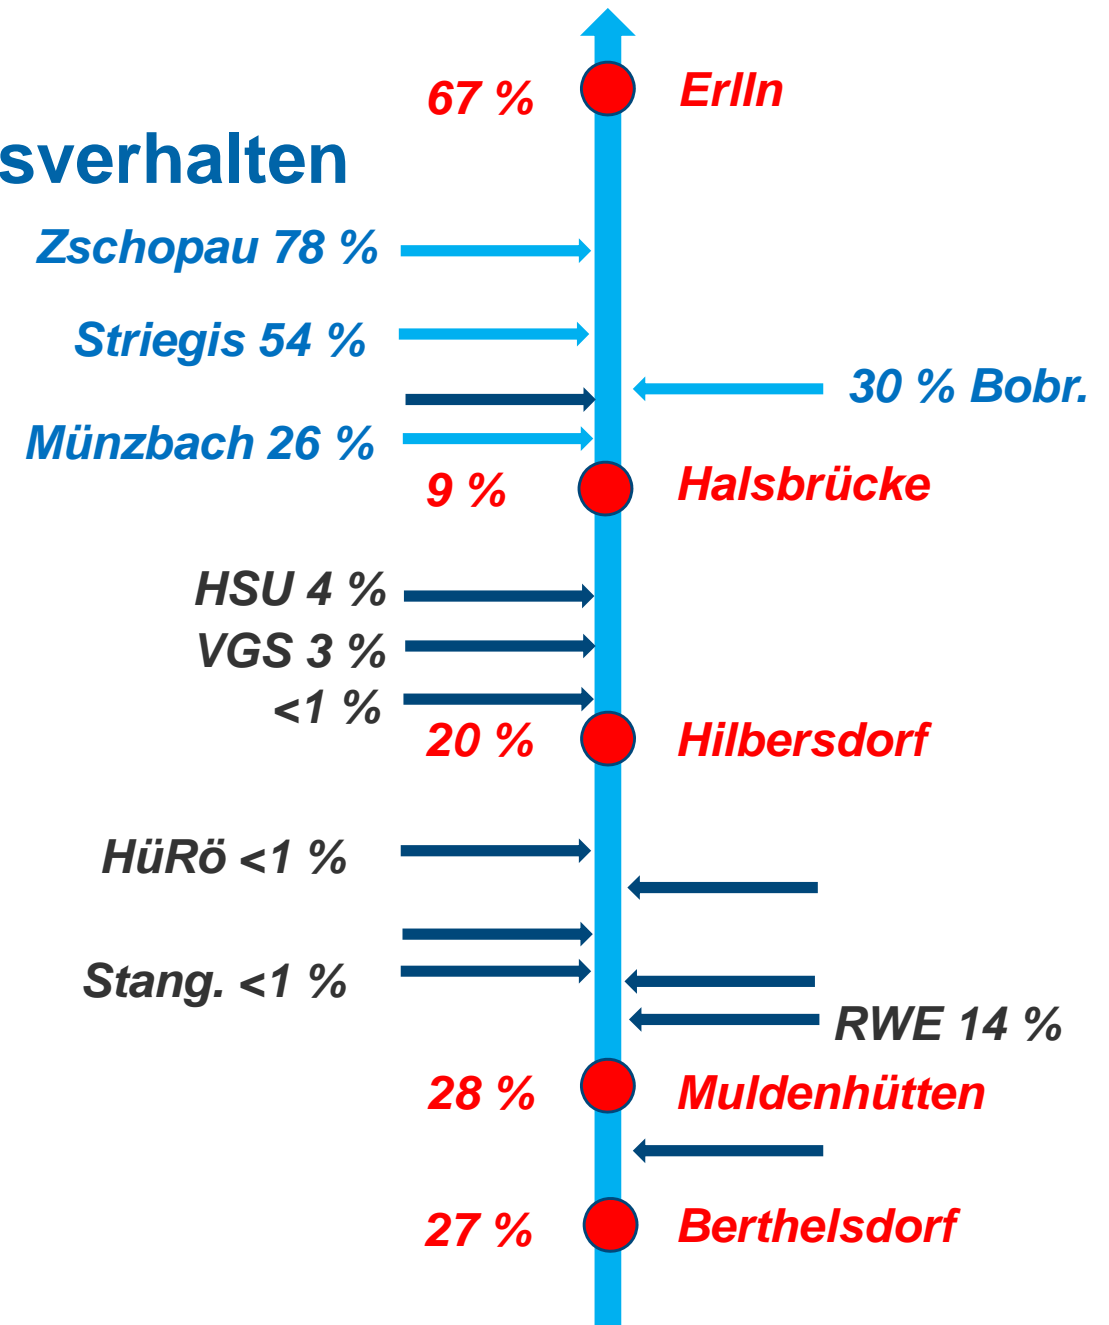 67 %
Erlln
sverhalten
Zschopau 78 %
Striegis 54 %
30 % Bobr.
Münzbach 26 %
9 %
Halsbrücke
HSU 4 %
VGS 3 %
<1 %
20 %
Hilbersdorf
HüRö <1 %
Stang. <1 %
RWE 14 %
28 %
Muldenhütten
27 %
Berthelsdorf